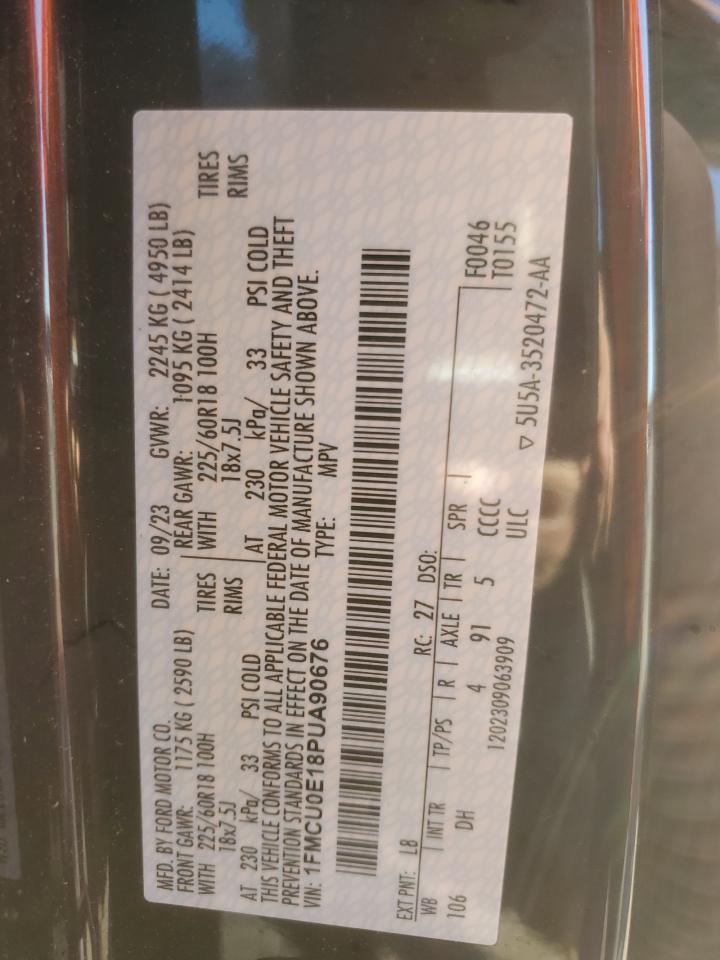 MFD. BY FORD MOTOR CO.
DATE: 09/23 GVWR: 2245 KG ( 4950 LB)
FRONT GAWR: 1175 KG ( 2590 LB) REAR GAWR: 1095 KG ( 2414 LB)
WITH 225/60R18 100H TIRES WITH 225/60R18 100H TIRES
18x7.5J RIMS 18x7.5J RIMS
AT 230 kPa/ 33 PSI COLD AT 230 kPa/ 33 PSI COLD
THIS VEHICLE CONFORMS TO ALL APPLICABLE FEDERAL MOTOR VEHICLE SAFETY AND THEFT
PREVENTION STANDARDS IN EFFECT ON THE DATE OF MANUFACTURE SHOWN ABOVE.
VIN: 1FMCU0E18PUA90676 TYPE: MPV
EXT PNT: L8 RC: 27 DSO:
WB | INT TR | TP/PS | R | AXLE | TR | SPR F0046
106 DH 4 91 5 CCCC T0155
1202309063909 ULC
▽ 5U5A-3520472-AA